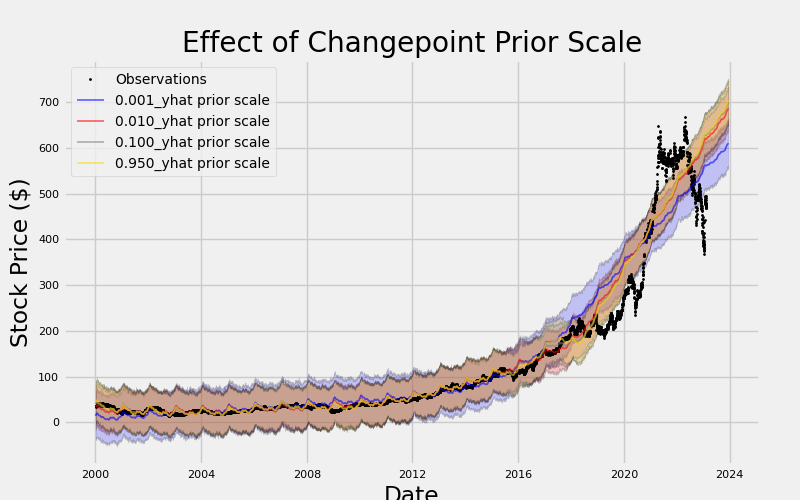 Effect of Changepoint Prior Scale
Observations
0.001_yhat prior scale
0.010_yhat prior scale
0.100_yhat prior scale
0.950_yhat prior scale
Stock Price ($)
700
600
500
400
300
200
100
0
2000 2004 2008 2012 2016 2020 2024
Date